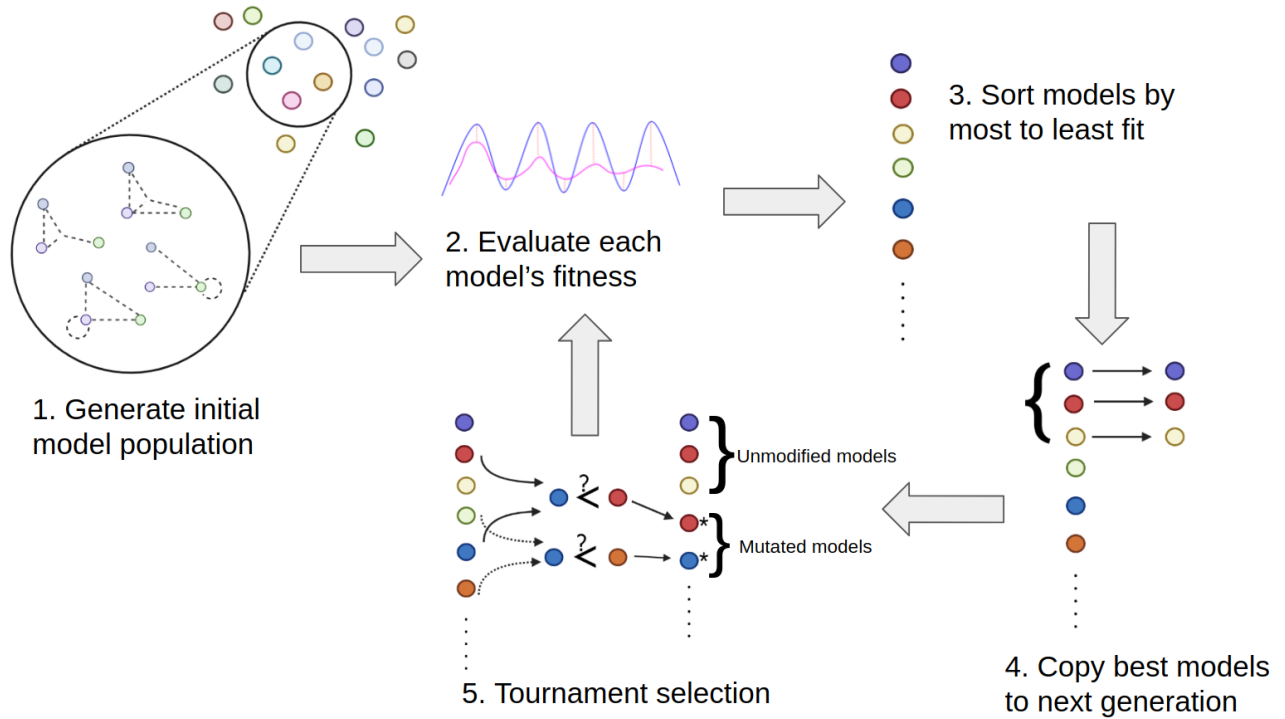 1. Generate initial
model population
2. Evaluate each
model’s fitness
3. Sort models by
most to least fit
4. Copy best models
to next generation
5. Tournament selection
Unmodified models
Mutated models
?
<
?
<
*
*